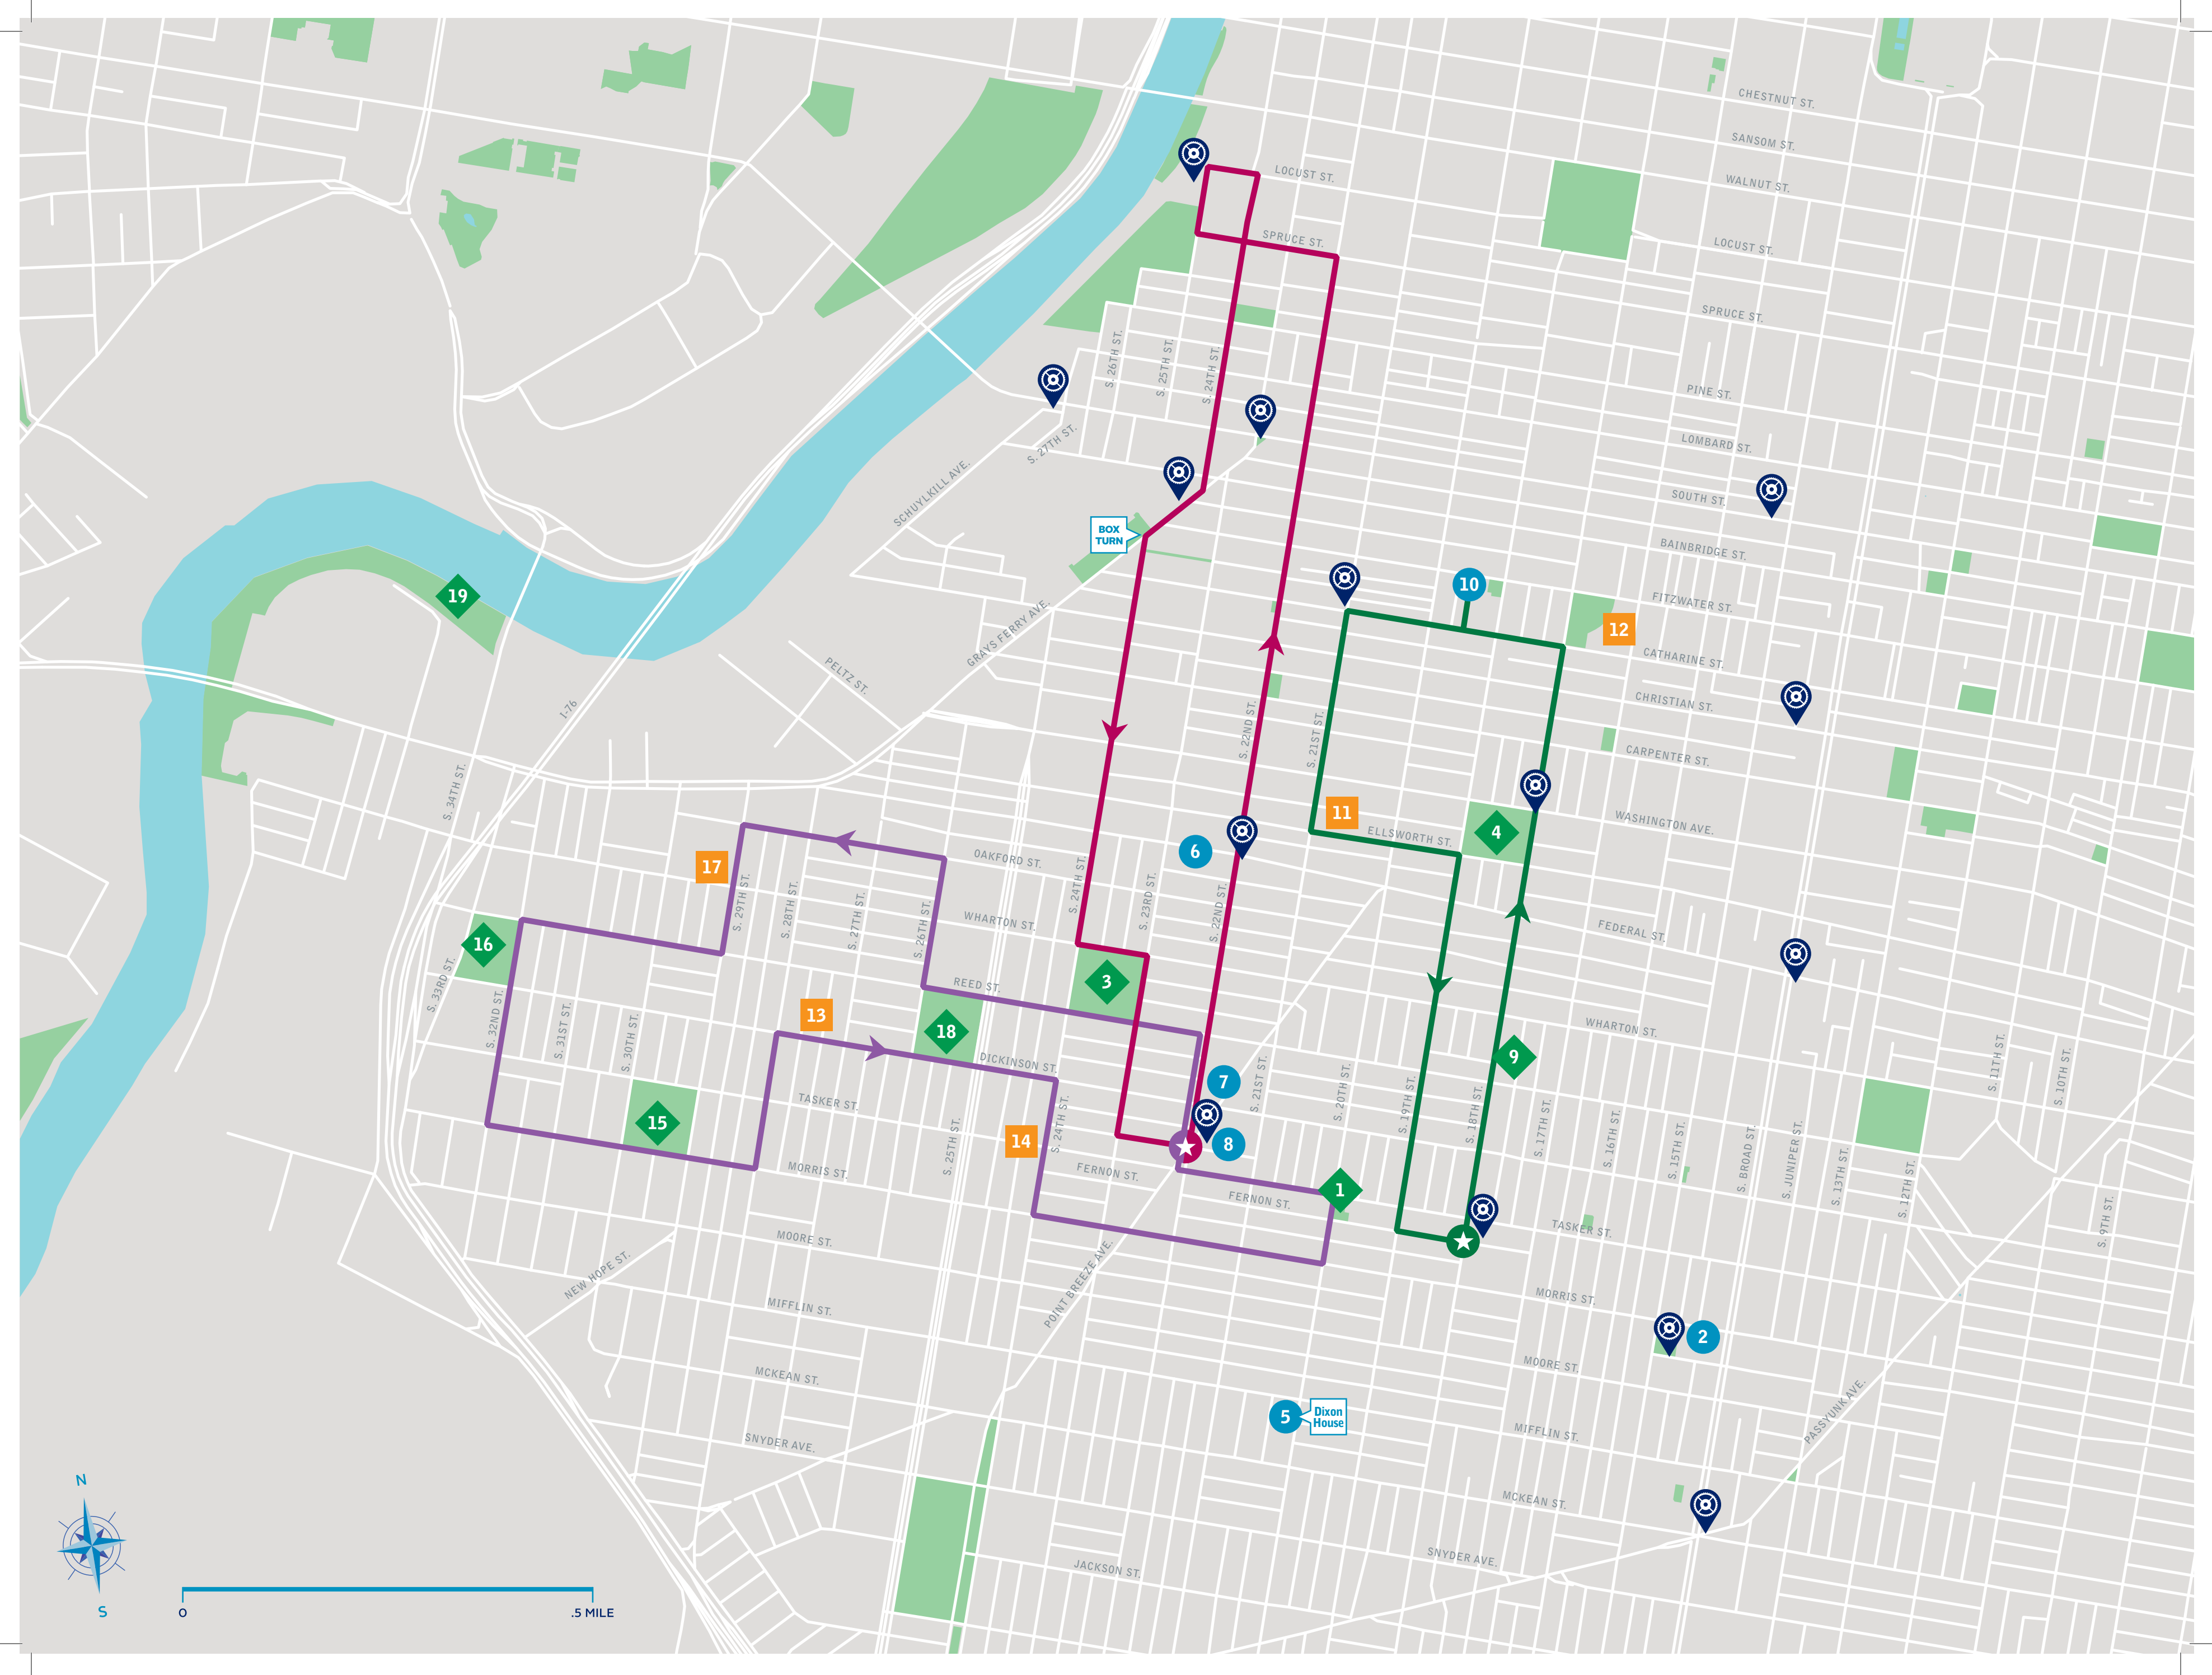 CHESTNUT ST.
SANSOM ST.
WALNUT ST.
LOCUST ST.
LOCUST ST.
SPRUCE ST.
SPRUCE ST.
S. 26TH ST.
S. 25TH ST.
S. 24TH ST.
PINE ST.
LOMBARD ST.
S. 27TH ST.
SCHUYLKILL AVE.
SOUTH ST.
BOX
TURN
BAINBRIDGE ST.
10
19
FITZWATER ST.
12
GRAYS FERRY AVE.
PELTZ ST.
CATHARINE ST.
CHRISTIAN ST.
1-76
S. 22ND ST.
S. 21ST ST.
CARPENTER ST.
S. 34TH ST.
11
WASHINGTON AVE.
4
ELLSWORTH ST.
6
OAKFORD ST.
17
S. 29TH ST.
S. 28TH ST.
S. 27TH ST.
S. 26TH ST.
S. 24TH ST.
S. 23RD ST.
S. 22ND ST.
WHARTON ST.
FEDERAL ST.
16
S. 33RD ST.
3
REED ST.
13
18
S. 32ND ST.
S. 31ST ST.
S. 30TH ST.
WHARTON ST.
9
DICKINSON ST.
7
S. 21ST ST.
S. 20TH ST.
S. 19TH ST.
S. 18TH ST.
S. 17TH ST.
S. 16TH ST.
S. 15TH ST.
S. BROAD ST.
S. JUNIPER ST.
S. 13TH ST.
S. 12TH ST.
S. 11TH ST.
S. 10TH ST.
S. 9TH ST.
TASKER ST.
15
14
S. 24TH ST.
S. 25TH ST.
8
MORRIS ST.
FERNON ST.
1
FERNON ST.
TASKER ST.
MOORE ST.
NEW HOPE ST.
POINT BREEZE AVE.
MORRIS ST.
MIFFLIN ST.
2
MOORE ST.
MCKEAN ST.
PASSYUNK AVE.
5
Dixon
House
MIFFLIN ST.
SNYDER AVE.
N
MCKEAN ST.
SNYDER AVE.
JACKSON ST.
S
0
.5 MILE